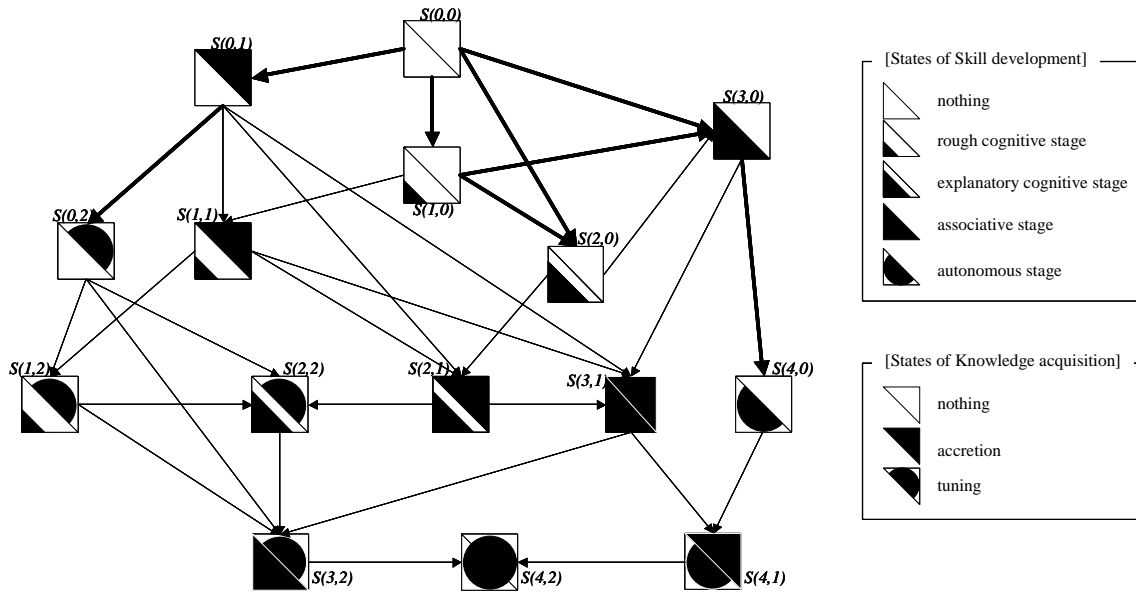 S(0,0)
S(0,1)
S(3,0)
S(1,0)
S(0,2)
S(1,1)
S(2,0)
S(1,2)
S(2,2)
S(2,1)
S(3,1)
S(4,0)
S(3,2)
S(4,2)
S(4,1)
[States of Skill development]
nothing
rough cognitive stage
explanatory cognitive stage
associative stage
autonomous stage
[States of Knowledge acquisition]
nothing
accretion
tuning